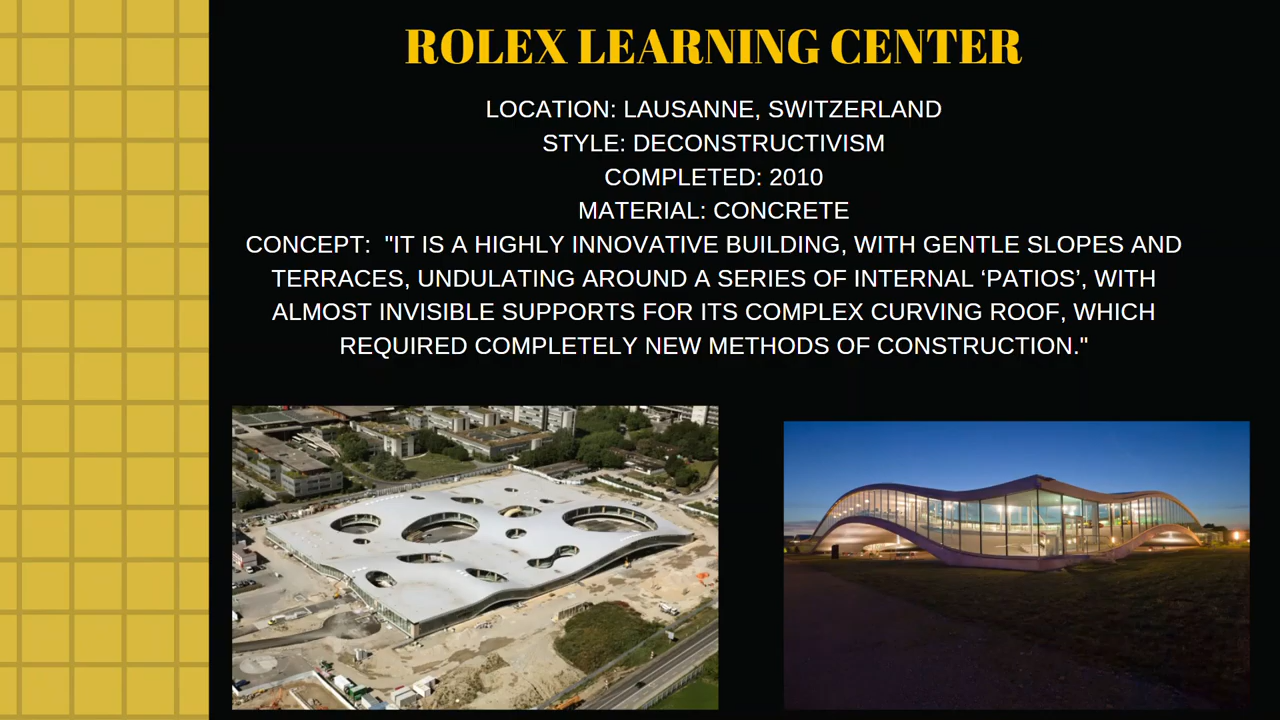 ROLEX LEARNING CENTER
LOCATION: LAUSANNE, SWITZERLAND
STYLE: DECONSTRUCTIVISM
COMPLETED: 2010
MATERIAL: CONCRETE
CONCEPT:  "IT IS A HIGHLY INNOVATIVE BUILDING, WITH GENTLE SLOPES AND
TERRACES, UNDULATING AROUND A SERIES OF INTERNAL ‘PATIOS’, WITH
ALMOST INVISIBLE SUPPORTS FOR ITS COMPLEX CURVING ROOF, WHICH
REQUIRED COMPLETELY NEW METHODS OF CONSTRUCTION."